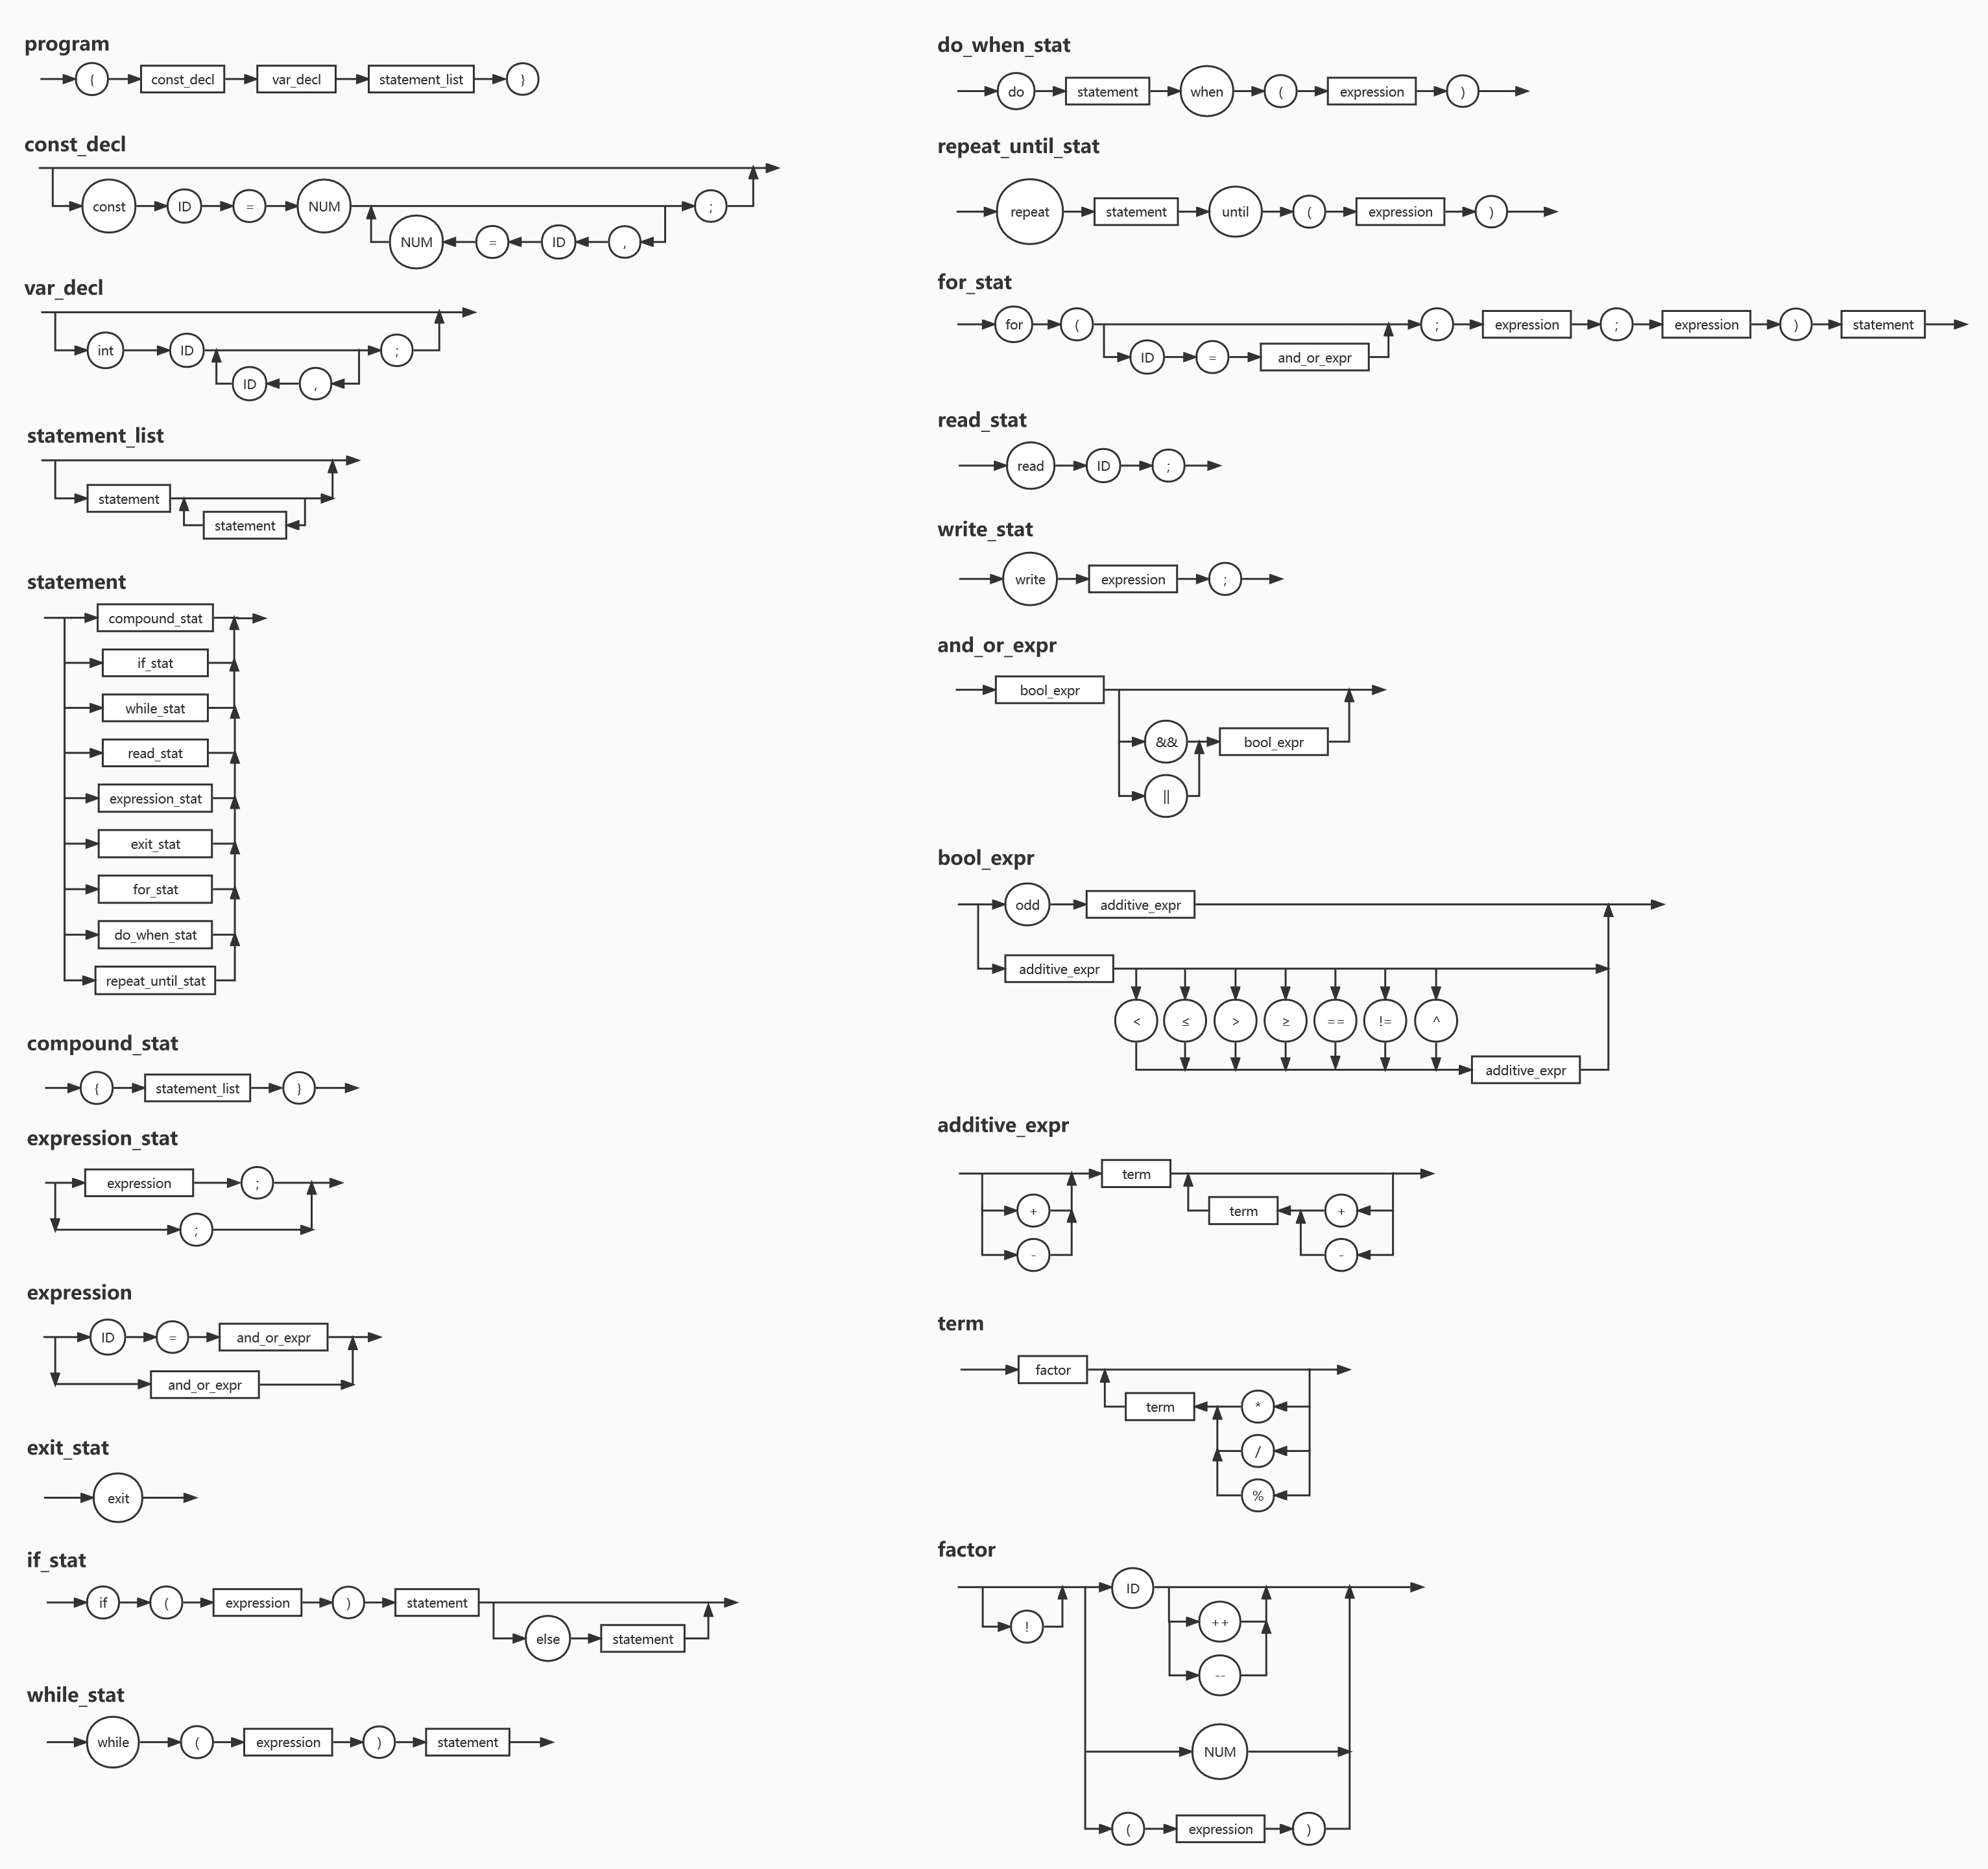 program
{ const_decl var_decl statement_list }
const_decl
const ID = NUM ;
NUM = ID ,
var_decl
int ID ;
ID ,
statement_list
statement
statement
statement
compound_stat
if_stat
while_stat
read_stat
expression_stat
exit_stat
for_stat
do_when_stat
repeat_until_stat
compound_stat
{ statement_list }
expression_stat
expression ;
;
expression
ID = and_or_expr
and_or_expr
exit_stat
exit
if_stat
if ( expression ) statement
else statement
while_stat
while ( expression ) statement
do_when_stat
do statement when ( expression )
repeat_until_stat
repeat statement until ( expression )
for_stat
for ( ; expression ; expression ) statement
ID = and_or_expr
read_stat
read ID ;
write_stat
write expression ;
and_or_expr
bool_expr
&& bool_expr
||
bool_expr
odd additive_expr
additive_expr
< ≤ > ≥ == != ^
additive_expr
additive_expr
term
+ term +
- -
term
factor
term *
/
%
factor
ID
! ++
--
NUM
( expression )